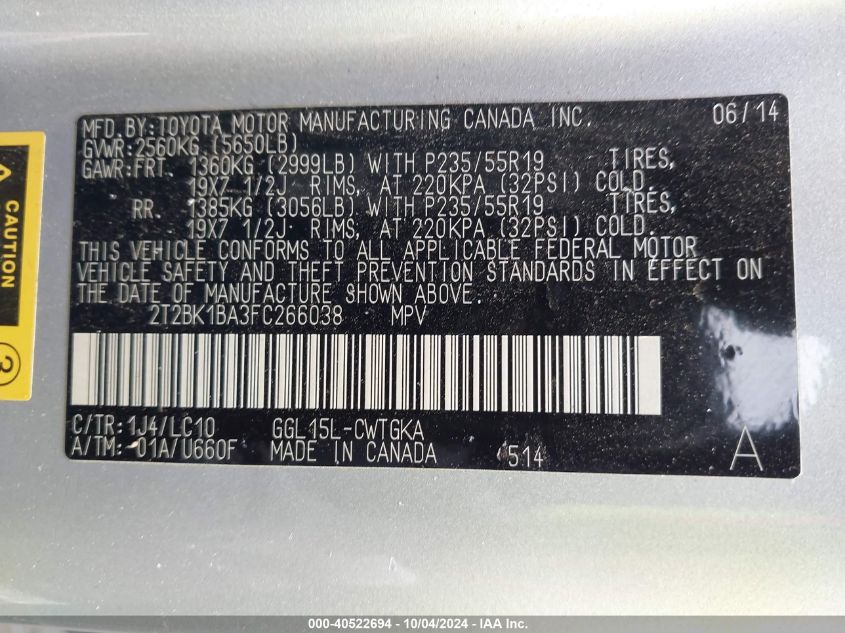 MFD.BY:TOYOTA MOTOR MANUFACTURING CANADA INC. 06/14
GVWR:2560KG (5650LB)
GAWR:FRT. 1360KG (2999LB) WITH P235/55R19 TIRES,
19X7 1/2J RIMS, AT 220KPA (32PSI) COLD.
RR. 1385KG (3056LB) WITH P235/55R19 TIRES,
19X7 1/2J RIMS, AT 220KPA (32PSI) COLD.
THIS VEHICLE CONFORMS TO ALL APPLICABLE FEDERAL MOTOR
VEHICLE SAFETY AND THEFT PREVENTION STANDARDS IN EFFECT ON
THE DATE OF MANUFACTURE SHOWN ABOVE.
2T2BK1BA3FC266038 MPV
C/TR:1J4/LC10 GGL15L-CWTGKA
A/TM:-01A/U660F MADE IN CANADA 514 A
CAUTION
3
000-40522694 - 10/04/2024 - IAA Inc.